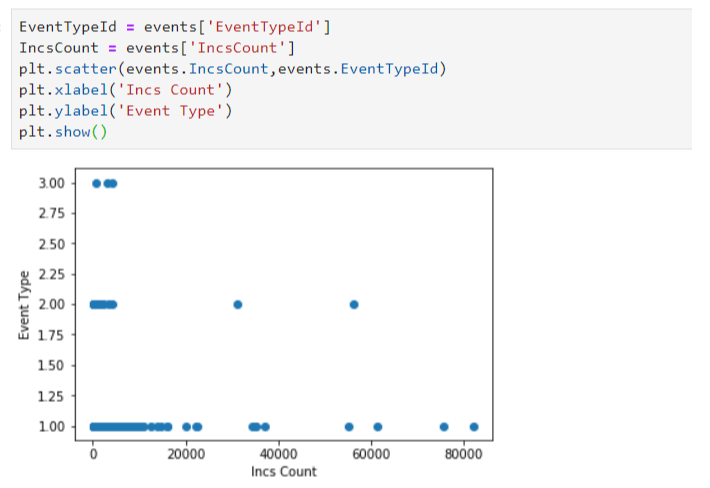 EventTypeId = events['EventTypeId']
IncsCount = events['IncsCount']
plt.scatter(events.IncsCount,events.EventTypeId)
plt.xlabel('Incs Count')
plt.ylabel('Event Type')
plt.show()
3.00
2.75
2.50
2.25
2.00
1.75
1.50
1.25
1.00
Event Type
0 20000 40000 60000 80000
Incs Count